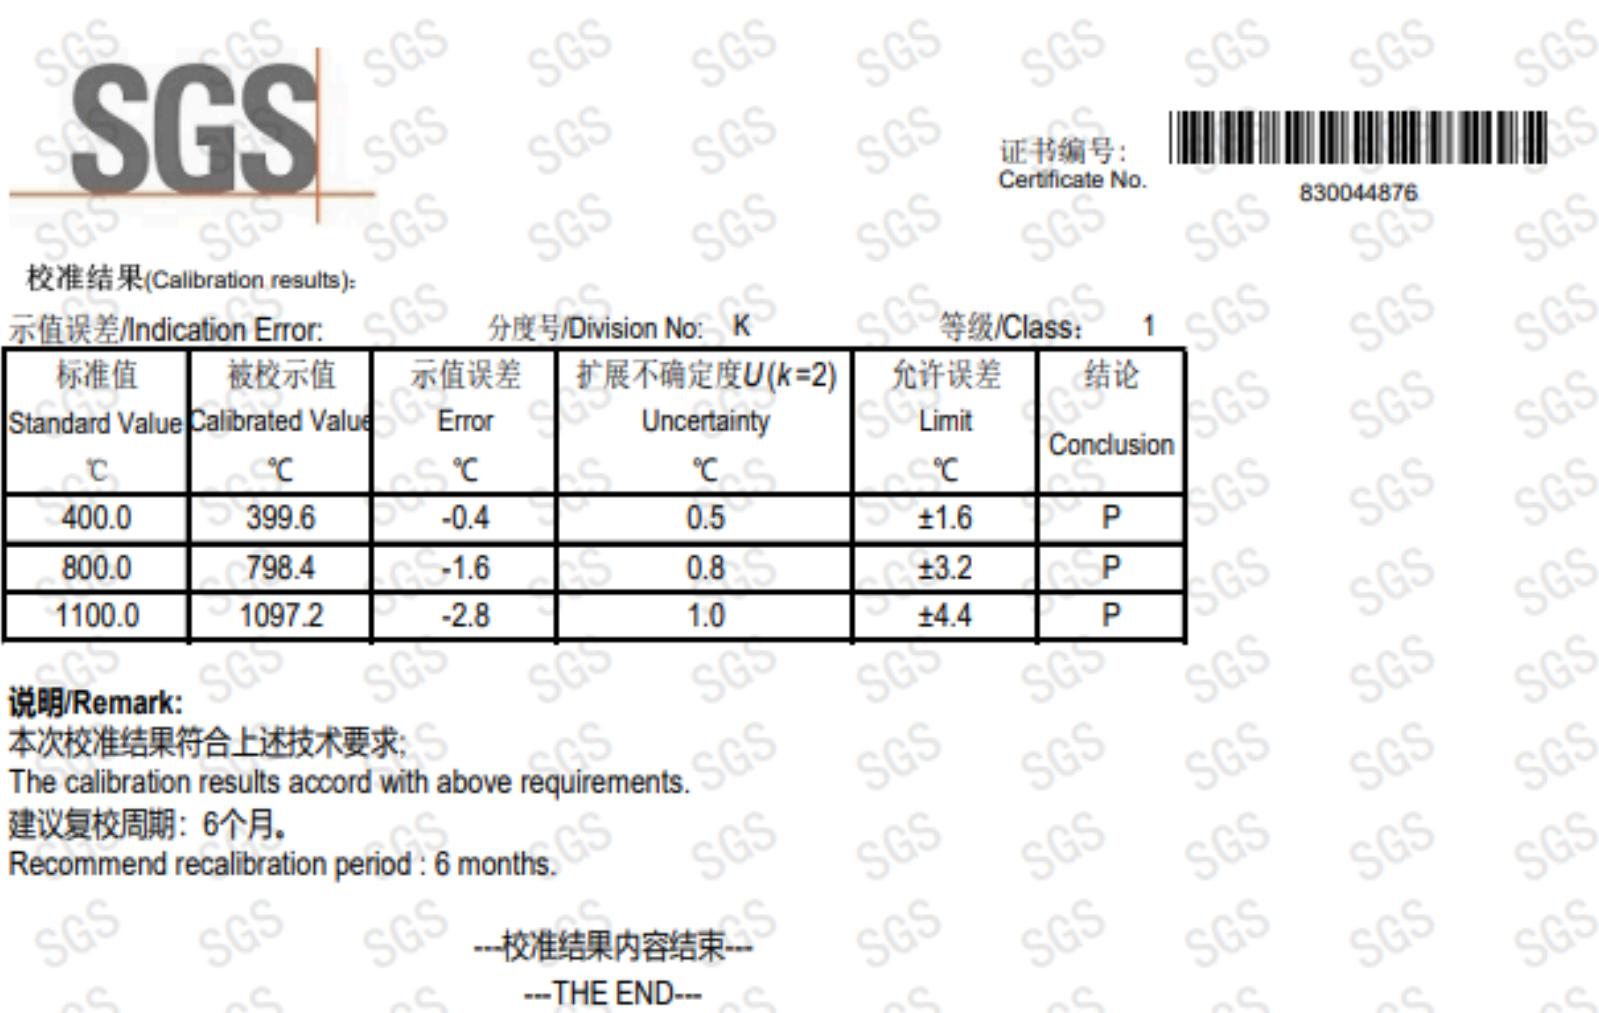 SGS
证书编号：
Certificate No.
830044876
校准结果(Calibration results):
示值误差/Indication Error: 分度号/Division No: K 等级/Class: 1
标准值 被校示值 示值误差 扩展不确定度U(k=2) 允许误差 结论
Standard Value Calibrated Value Error Uncertainty Limit Conclusion
℃ ℃ ℃ ℃ ℃
400.0 399.6 -0.4 0.5 ±1.6 P
800.0 798.4 -1.6 0.8 ±3.2 P
1100.0 1097.2 -2.8 1.0 ±4.4 P
说明/Remark:
本次校准结果符合上述技术要求;
The calibration results accord with above requirements.
建议复校周期：6个月。
Recommend recalibration period : 6 months.
---校准结果内容结束---
---THE END---